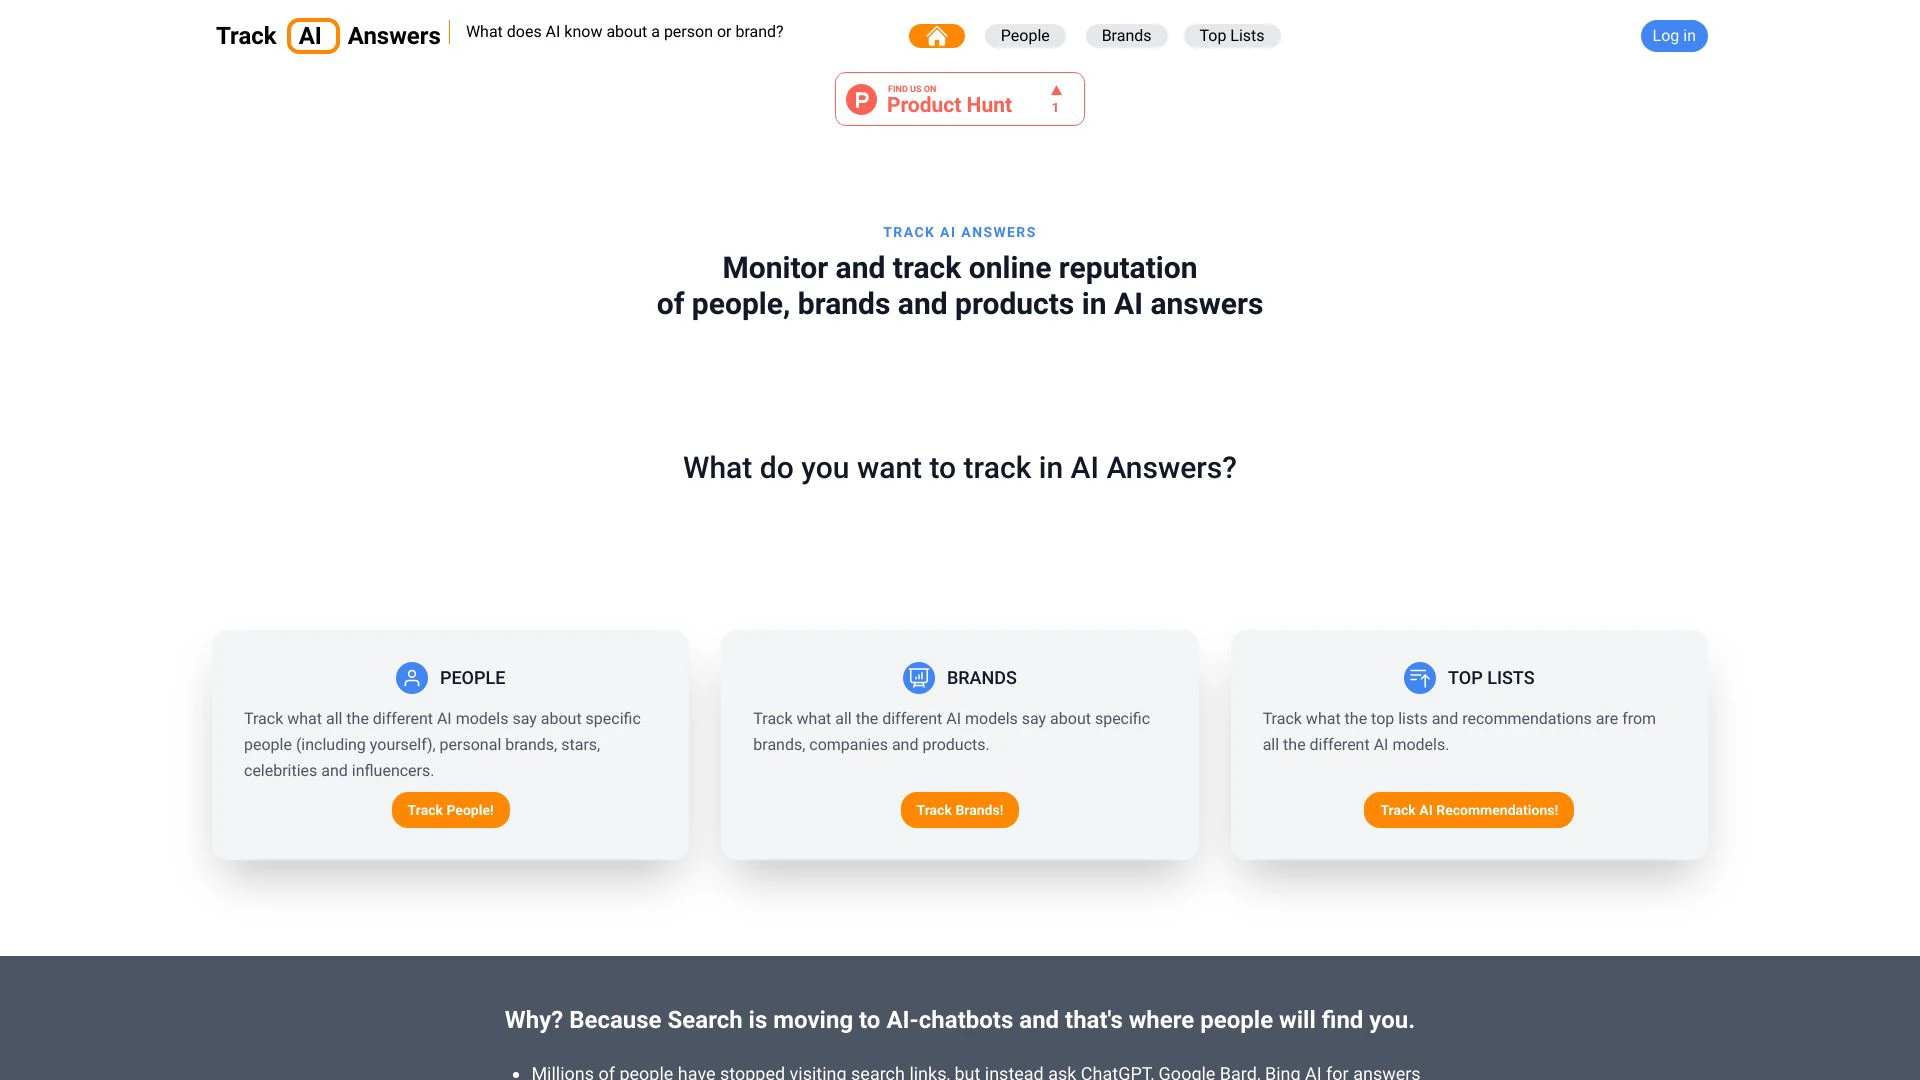 Track AI Answers
What does AI know about a person or brand?
People
Brands
Top Lists
Log in
FIND US ON
Product Hunt
1
TRACK AI ANSWERS
Monitor and track online reputation
of people, brands and products in AI answers
What do you want to track in AI Answers?
PEOPLE
Track what all the different AI models say about specific
people (including yourself), personal brands, stars,
celebrities and influencers.
Track People!
BRANDS
Track what all the different AI models say about specific
brands, companies and products.
Track Brands!
TOP LISTS
Track what the top lists and recommendations are from
all the different AI models.
Track AI Recommendations!
Why? Because Search is moving to AI-chatbots and that's where people will find you.
• Millions of people have stopped visiting search links, but instead ask ChatGPT, Google Bard, Bing AI for answers